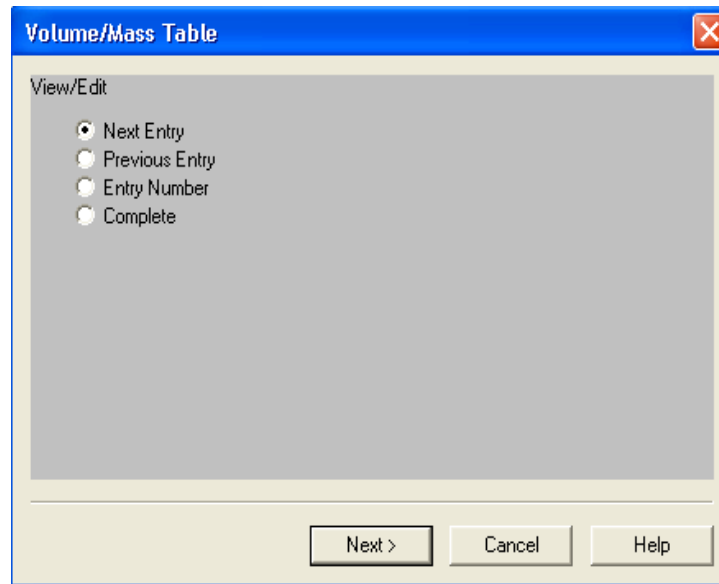 Volume/Mass Table
View/Edit
Next Entry
Previous Entry
Entry Number
Complete
Next >
Cancel
Help